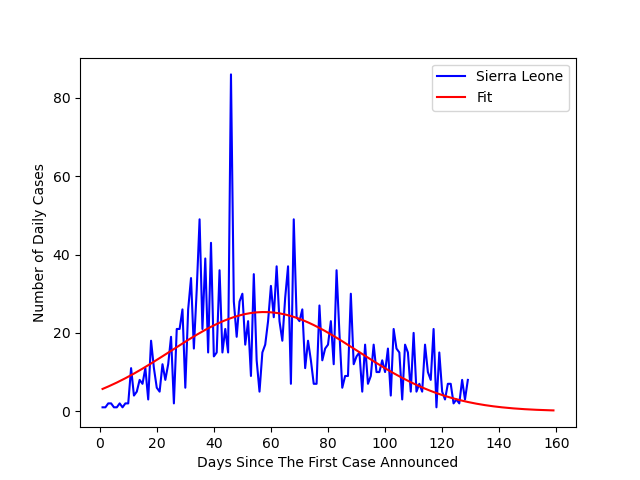 Sierra Leone
Fit
Number of Daily Cases
80
60
40
20
0
0 20 40 60 80 100 120 140 160
Days Since The First Case Announced